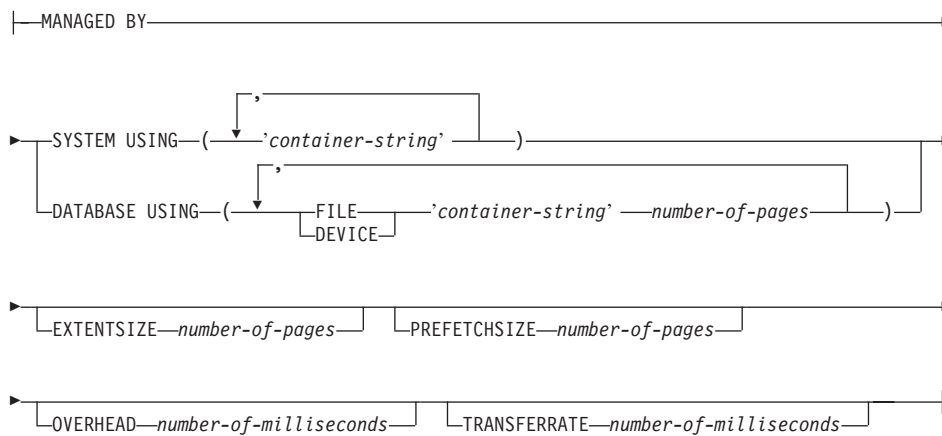 MANAGED BY
,
SYSTEM USING ( 'container-string' )
,
DATABASE USING ( FILE 'container-string' number-of-pages )
DEVICE
EXTENTSIZE number-of-pages PREFETCHSIZE number-of-pages
OVERHEAD number-of-milliseconds TRANSFERRATE number-of-milliseconds